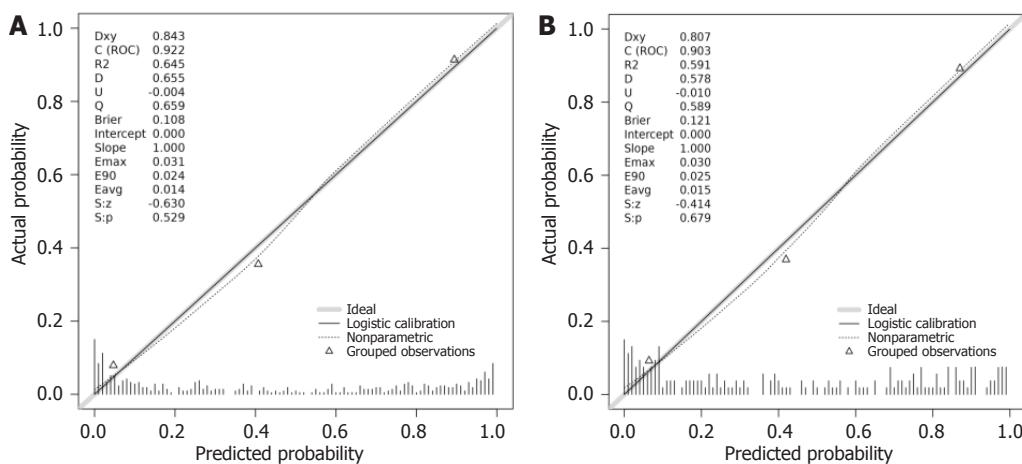 A
Dxy 0.843
C (ROC) 0.922
R2 0.645
D 0.655
U -0.004
Q 0.659
Brier 0.108
Intercept 0.000
Slope 1.000
Emax 0.031
E90 0.024
Eavg 0.014
S:z -0.630
S:p 0.529
1.0
0.8
0.6
0.4
0.2
0.0
Actual probability
Ideal
Logistic calibration
Nonparametric
Grouped observations
0.0 0.2 0.4 0.6 0.8 1.0
Predicted probability
B
Dxy 0.807
C (ROC) 0.903
R2 0.591
D 0.578
U -0.010
Q 0.589
Brier 0.121
Intercept 0.000
Slope 1.000
Emax 0.030
E90 0.025
Eavg 0.015
S:z -0.414
S:p 0.679
1.0
0.8
0.6
0.4
0.2
0.0
Actual probability
Ideal
Logistic calibration
Nonparametric
Grouped observations
0.0 0.2 0.4 0.6 0.8 1.0
Predicted probability